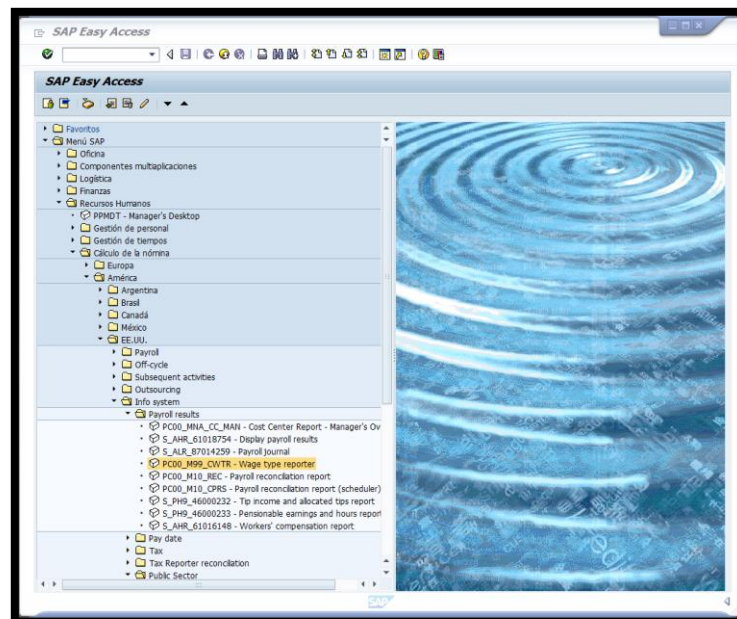 SAP Easy Access
SAP Easy Access
Favoritos
Menú SAP
Oficina
Componentes multiaplicaciones
Logística
Finanzas
Recursos Humanos
PPMDT - Manager's Desktop
Gestión de personal
Gestión de tiempos
Cálculo de la nómina
Europa
América
Argentina
Brasil
Canadá
México
EE.UU.
Payroll
Off-cycle
Subsequent activities
Outsourcing
Info system
Payroll results
PC00_MNA_CC_MAN - Cost Center Report - Manager's Ov
S_AHR_61018754 - Display payroll results
S_ALR_87014259 - Payroll journal
PC00_M99_CWTR - Wage type reporter
PC00_M10_REC - Payroll reconciliation report
PC00_M10_CPRS - Payroll reconciliation report (scheduler)
S_PH9_46000232 - Tip income and allocated tips report
S_PH9_46000233 - Pensionable earnings and hours report
S_AHR_61016148 - Workers' compensation report
Pay date
Tax
Tax Reporter reconciliation
Public Sector
SAP